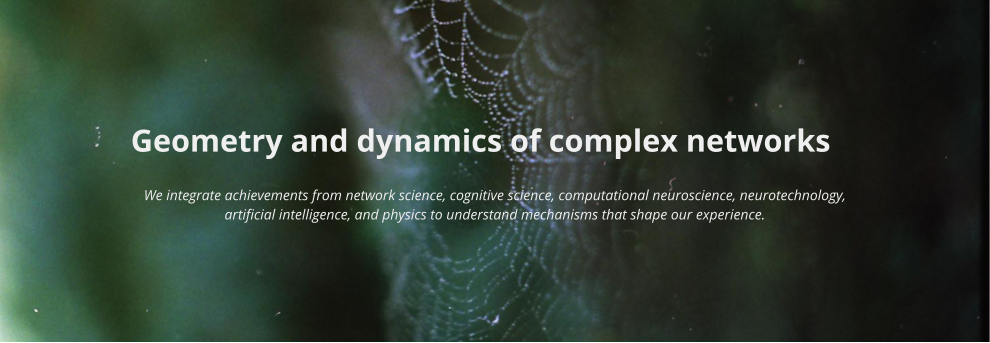 Geometry and dynamics of complex networks
We integrate achievements from network science, cognitive science, computational neuroscience, neurotechnology,
artificial intelligence, and physics to understand mechanisms that shape our experience.